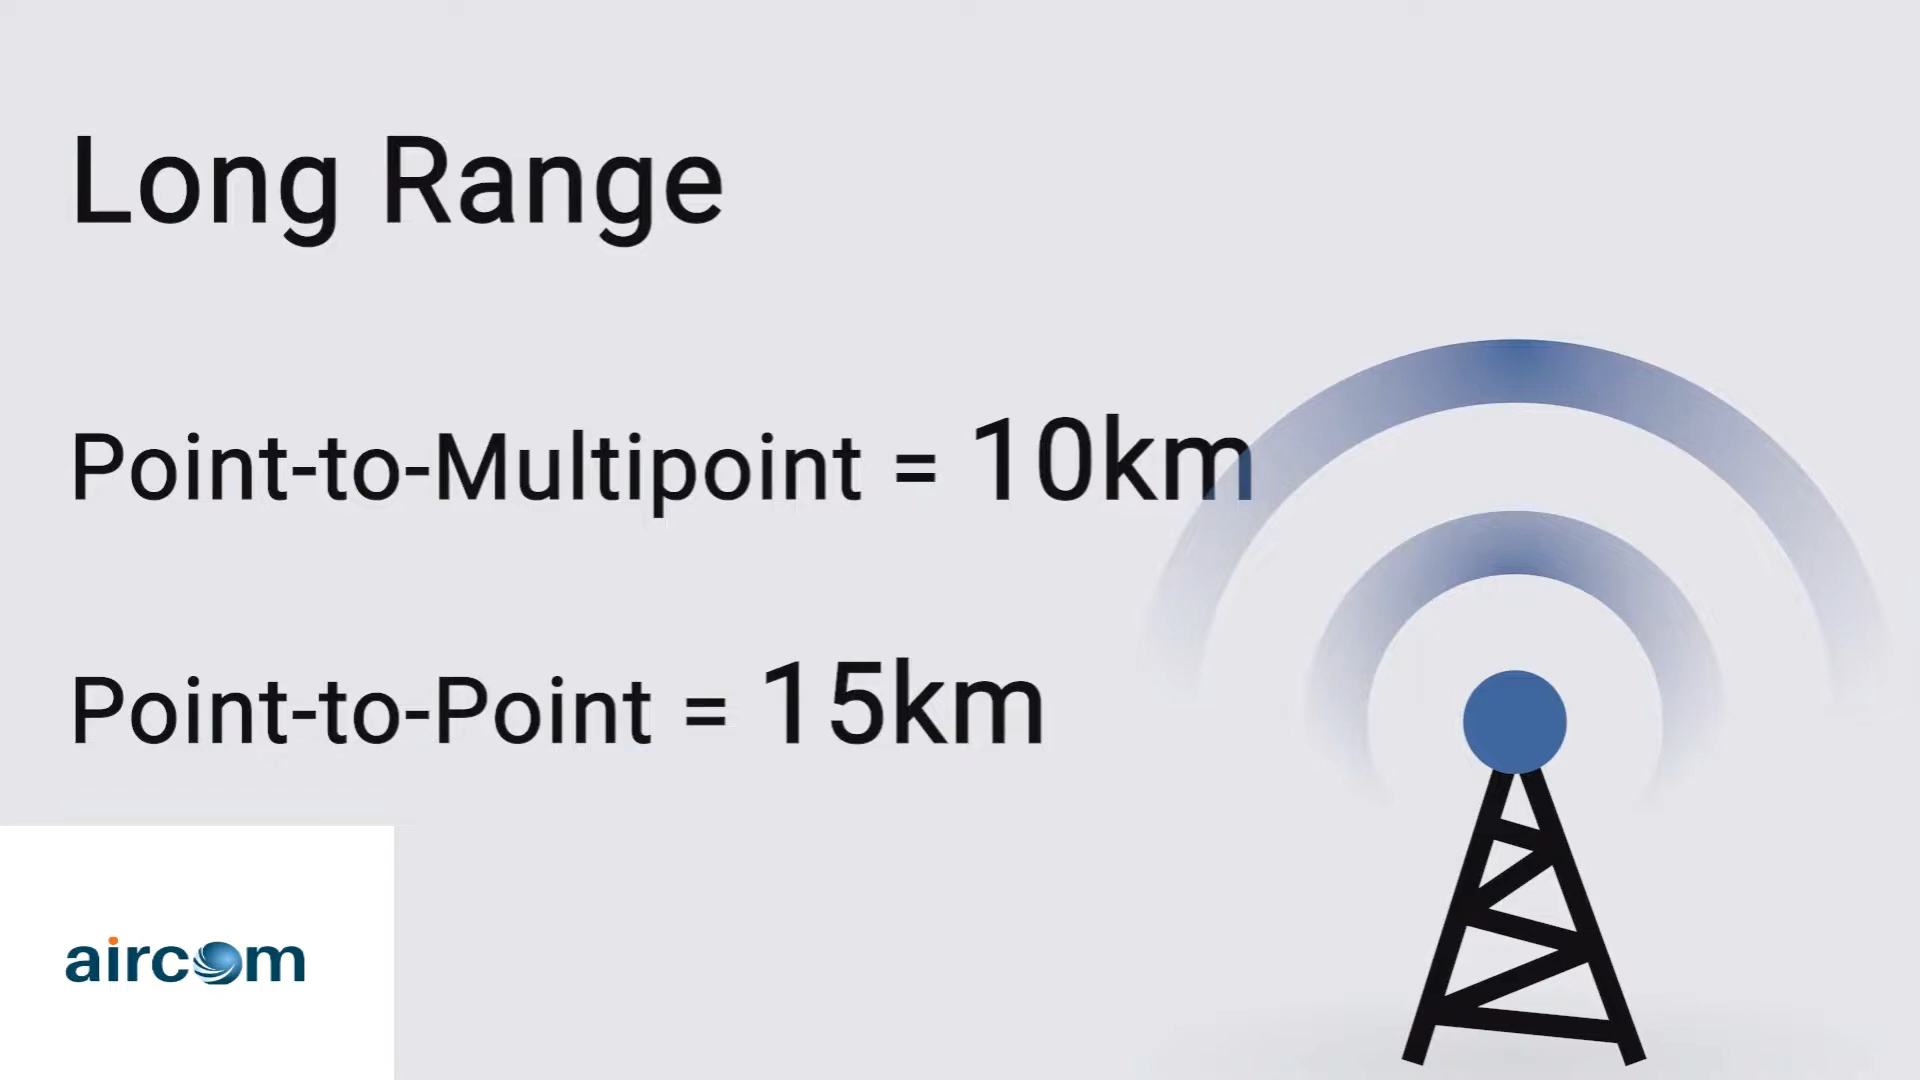 Long Range
Point-to-Multipoint = 10km
Point-to-Point = 15km
aircom